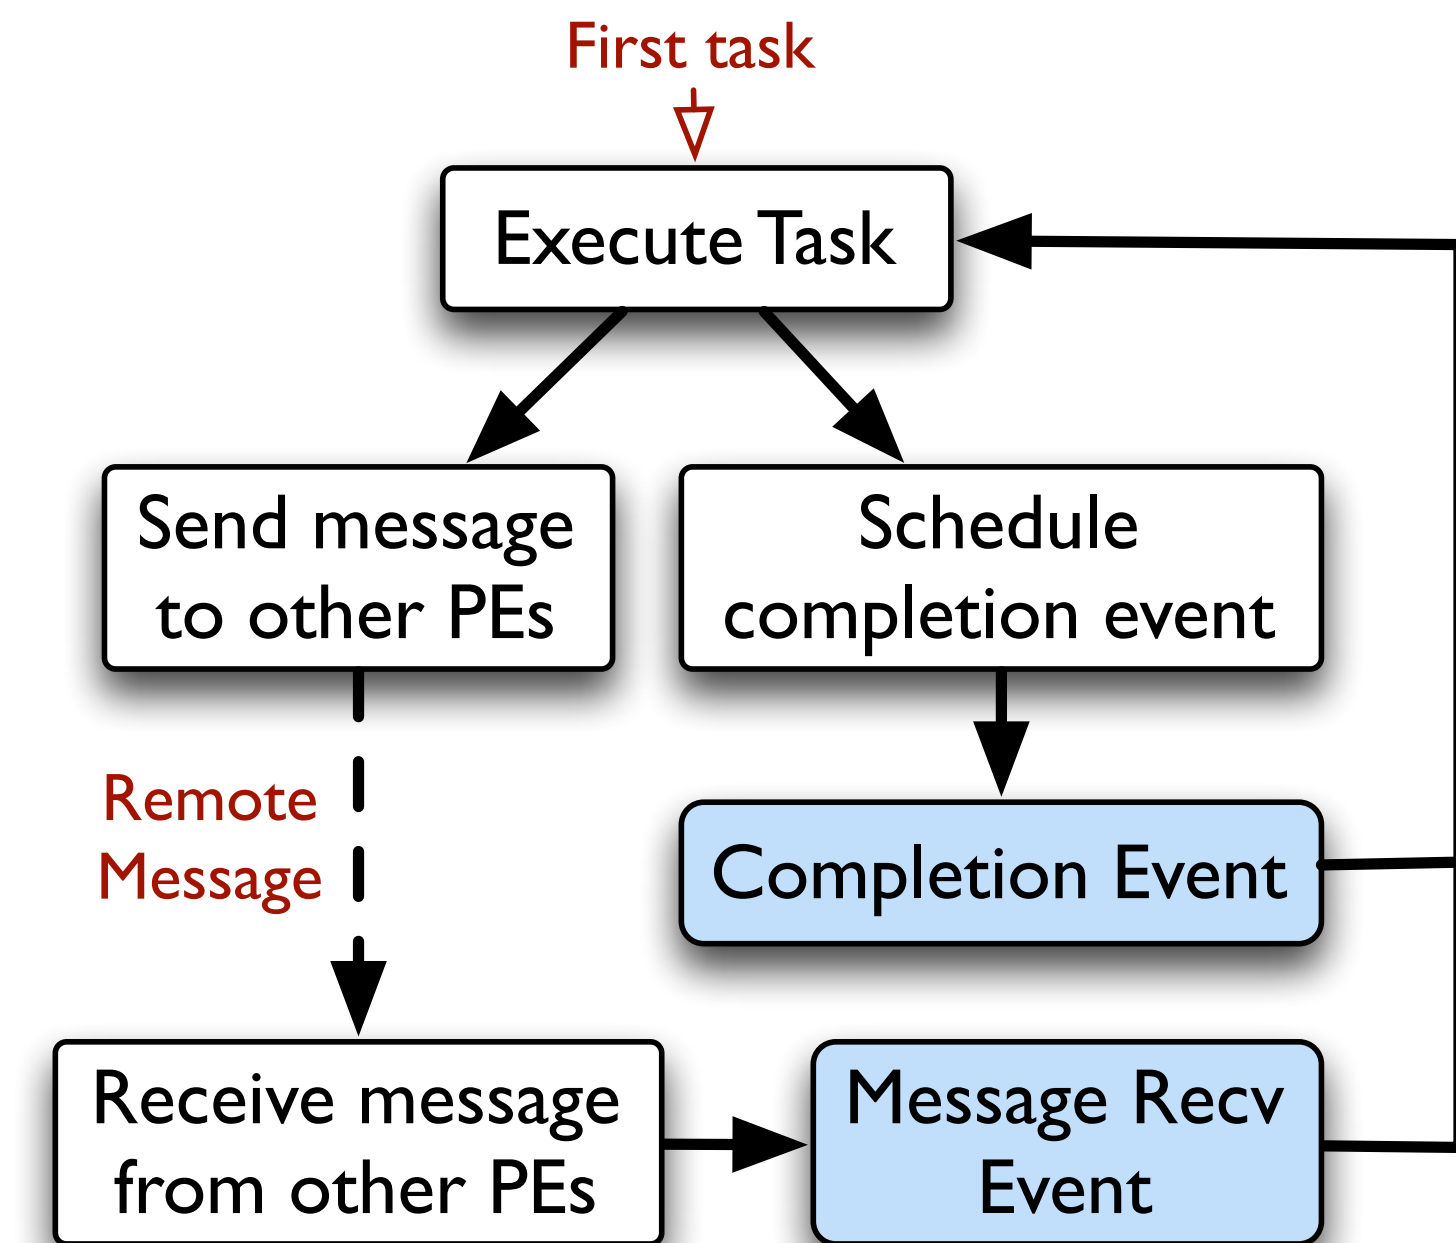 First task
Execute Task
Send message
to other PEs
Schedule
completion event
Remote
Message
Completion Event
Receive message
from other PEs
Message Recv
Event